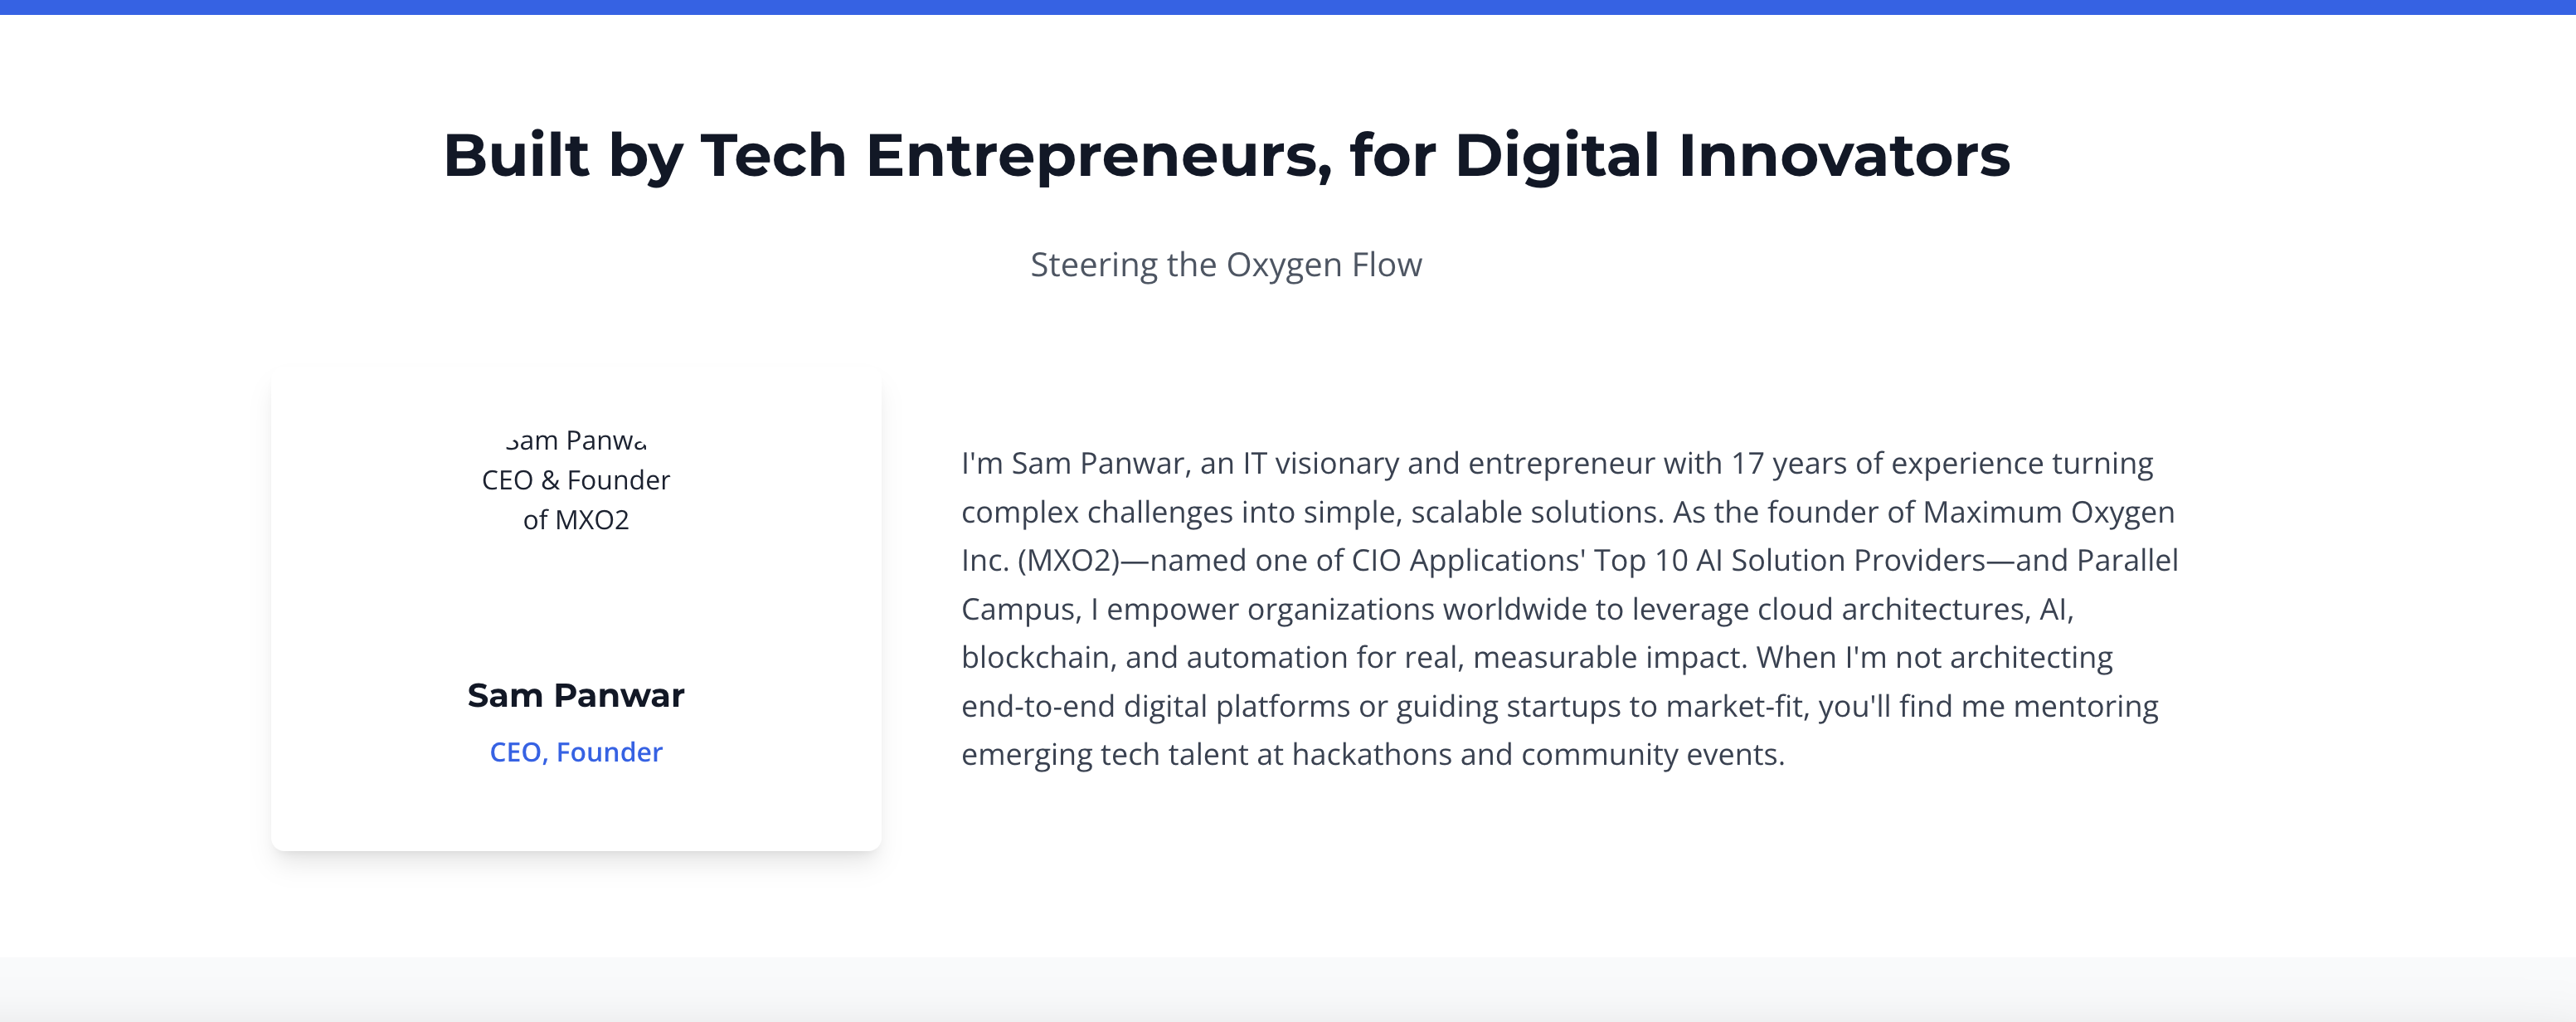 Built by Tech Entrepreneurs, for Digital Innovators
Steering the Oxygen Flow
Sam Panwar
CEO & Founder
of MXO2
Sam Panwar
CEO, Founder
I'm Sam Panwar, an IT visionary and entrepreneur with 17 years of experience turning
complex challenges into simple, scalable solutions. As the founder of Maximum Oxygen
Inc. (MXO2)—named one of CIO Applications' Top 10 AI Solution Providers—and Parallel
Campus, I empower organizations worldwide to leverage cloud architectures, AI,
blockchain, and automation for real, measurable impact. When I'm not architecting
end-to-end digital platforms or guiding startups to market-fit, you'll find me mentoring
emerging tech talent at hackathons and community events.